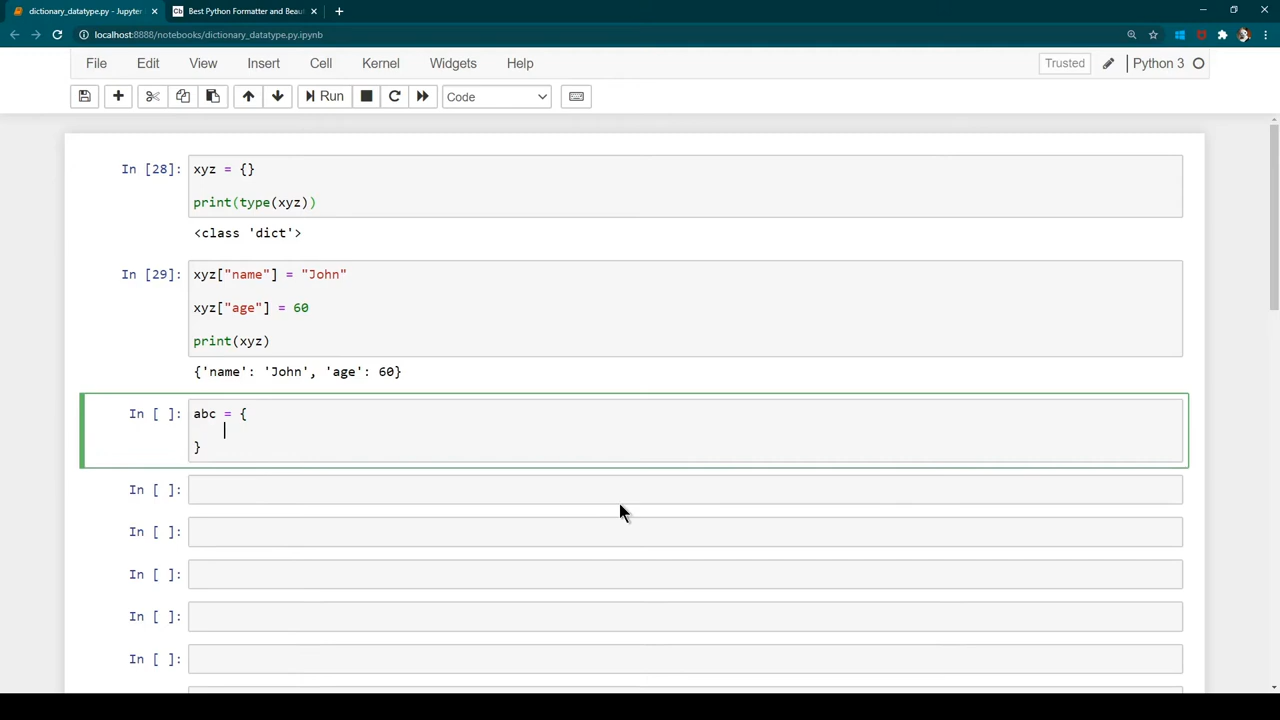 dictionary_datatype.py - Jupyter
Best Python Formatter and Beau
localhost:8888/notebooks/dictionary_datatype.py.ipynb
File Edit View Insert Cell Kernel Widgets Help Trusted Python 3
Run Code
In [28]: xyz = {}
print(type(xyz))
<class 'dict'>
In [29]: xyz["name"] = "John"
xyz["age"] = 60
print(xyz)
{'name': 'John', 'age': 60}
In [ ]: abc = {
}
In [ ]:
In [ ]:
In [ ]:
In [ ]:
In [ ]: